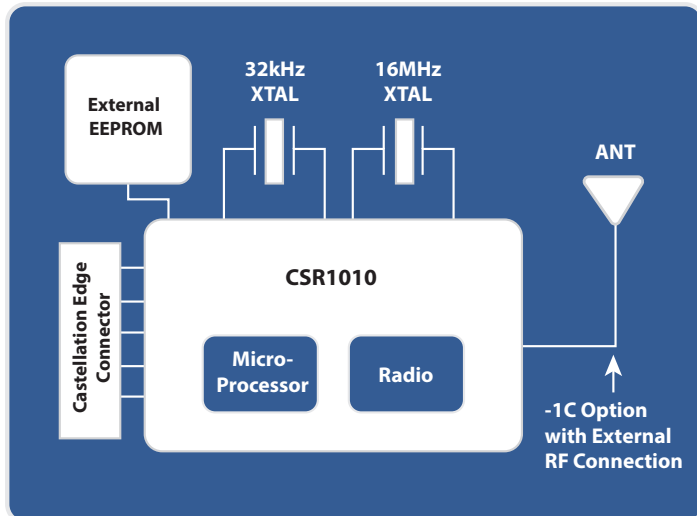 32kHz
XTAL
16MHz
XTAL
External
EEPROM
ANT
Castellation Edge
Connector
CSR1010
Micro-
Processor
Radio
-1C Option
with External
RF Connection